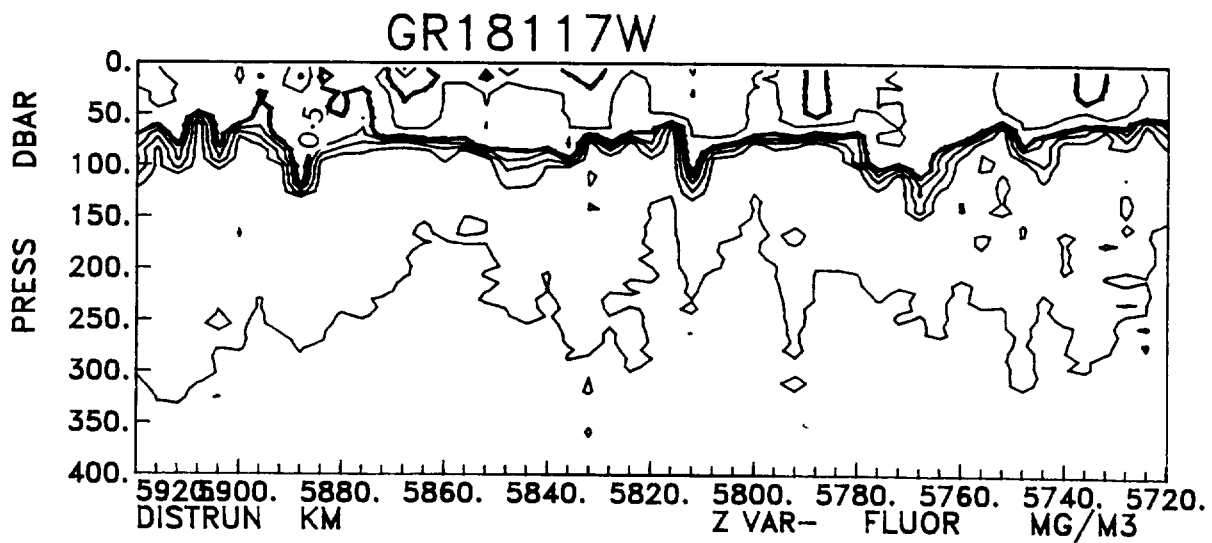 GR18117W
0.
50.
100.
150.
200.
250.
300.
350.
400.
PRESS DBAR
0.5
5920. 5900. 5880. 5860. 5840. 5820. 5800. 5780. 5760. 5740. 5720.
DISTRUN KM Z VAR- FLUOR MG/M3